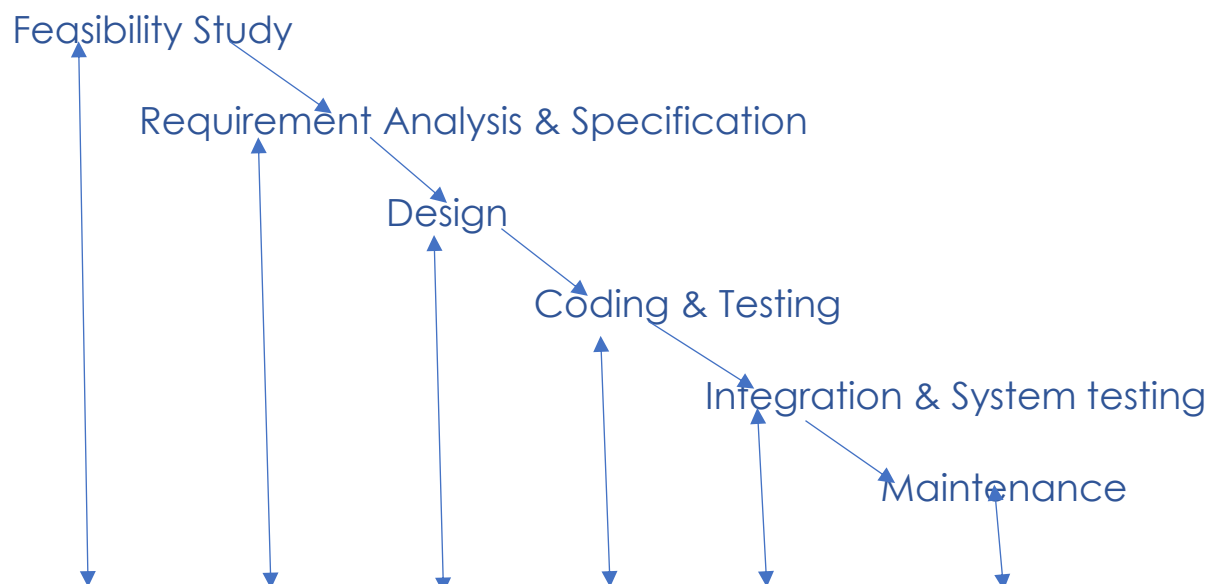 Feasibility Study
Requirement Analysis & Specification
Design
Coding & Testing
Integration & System testing
Maintenance